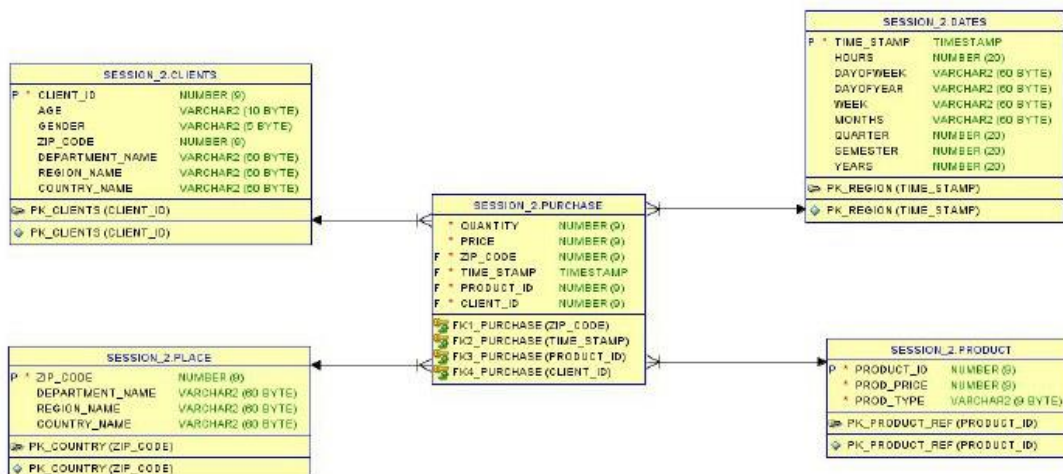 SESSION_2.DATES
P * TIME_STAMP TIMESTAMP
HOURS NUMBER (20)
DAYOFWEEK VARCHAR2 (60 BYTE)
DAYOFYEAR VARCHAR2 (60 BYTE)
WEEK VARCHAR2 (60 BYTE)
MONTHS VARCHAR2 (60 BYTE)
QUARTER NUMBER (20)
SEMESTER NUMBER (20)
YEARS NUMBER (20)
PK_REGION (TIME_STAMP)
PK_REGION (TIME_STAMP)
SESSION_2.CLIENTS
P * CLIENT_ID NUMBER (9)
AGE VARCHAR2 (10 BYTE)
GENDER VARCHAR2 (5 BYTE)
ZIP_CODE NUMBER (6)
DEPARTMENT_NAME VARCHAR2 (60 BYTE)
REGION_NAME VARCHAR2 (60 BYTE)
COUNTRY_NAME VARCHAR2 (60 BYTE)
PK_CLIENTS (CLIENT_ID)
PK_CLIENTS (CLIENT_ID)
SESSION_2.PURCHASE
* QUANTITY NUMBER (9)
* PRICE NUMBER (9)
F * ZIP_CODE NUMBER (9)
F * TIME_STAMP TIMESTAMP
F * PRODUCT_ID NUMBER (9)
F * CLIENT_ID NUMBER (9)
FK1_PURCHASE (ZIP_CODE)
FK2_PURCHASE (TIME_STAMP)
FK3_PURCHASE (PRODUCT_ID)
FK4_PURCHASE (CLIENT_ID)
SESSION_2.PLACE
P * ZIP_CODE NUMBER (9)
DEPARTMENT_NAME VARCHAR2 (60 BYTE)
REGION_NAME VARCHAR2 (60 BYTE)
COUNTRY_NAME VARCHAR2 (60 BYTE)
PK_COUNTRY (ZIP_CODE)
PK_COUNTRY (ZIP_CODE)
SESSION_2.PRODUCT
P * PRODUCT_ID NUMBER (9)
* PROD_PRICE NUMBER (9)
* PROD_TYPE VARCHAR2 (9 BYTE)
PK_PRODUCT_REF (PRODUCT_ID)
PK_PRODUCT_REF (PRODUCT_ID)